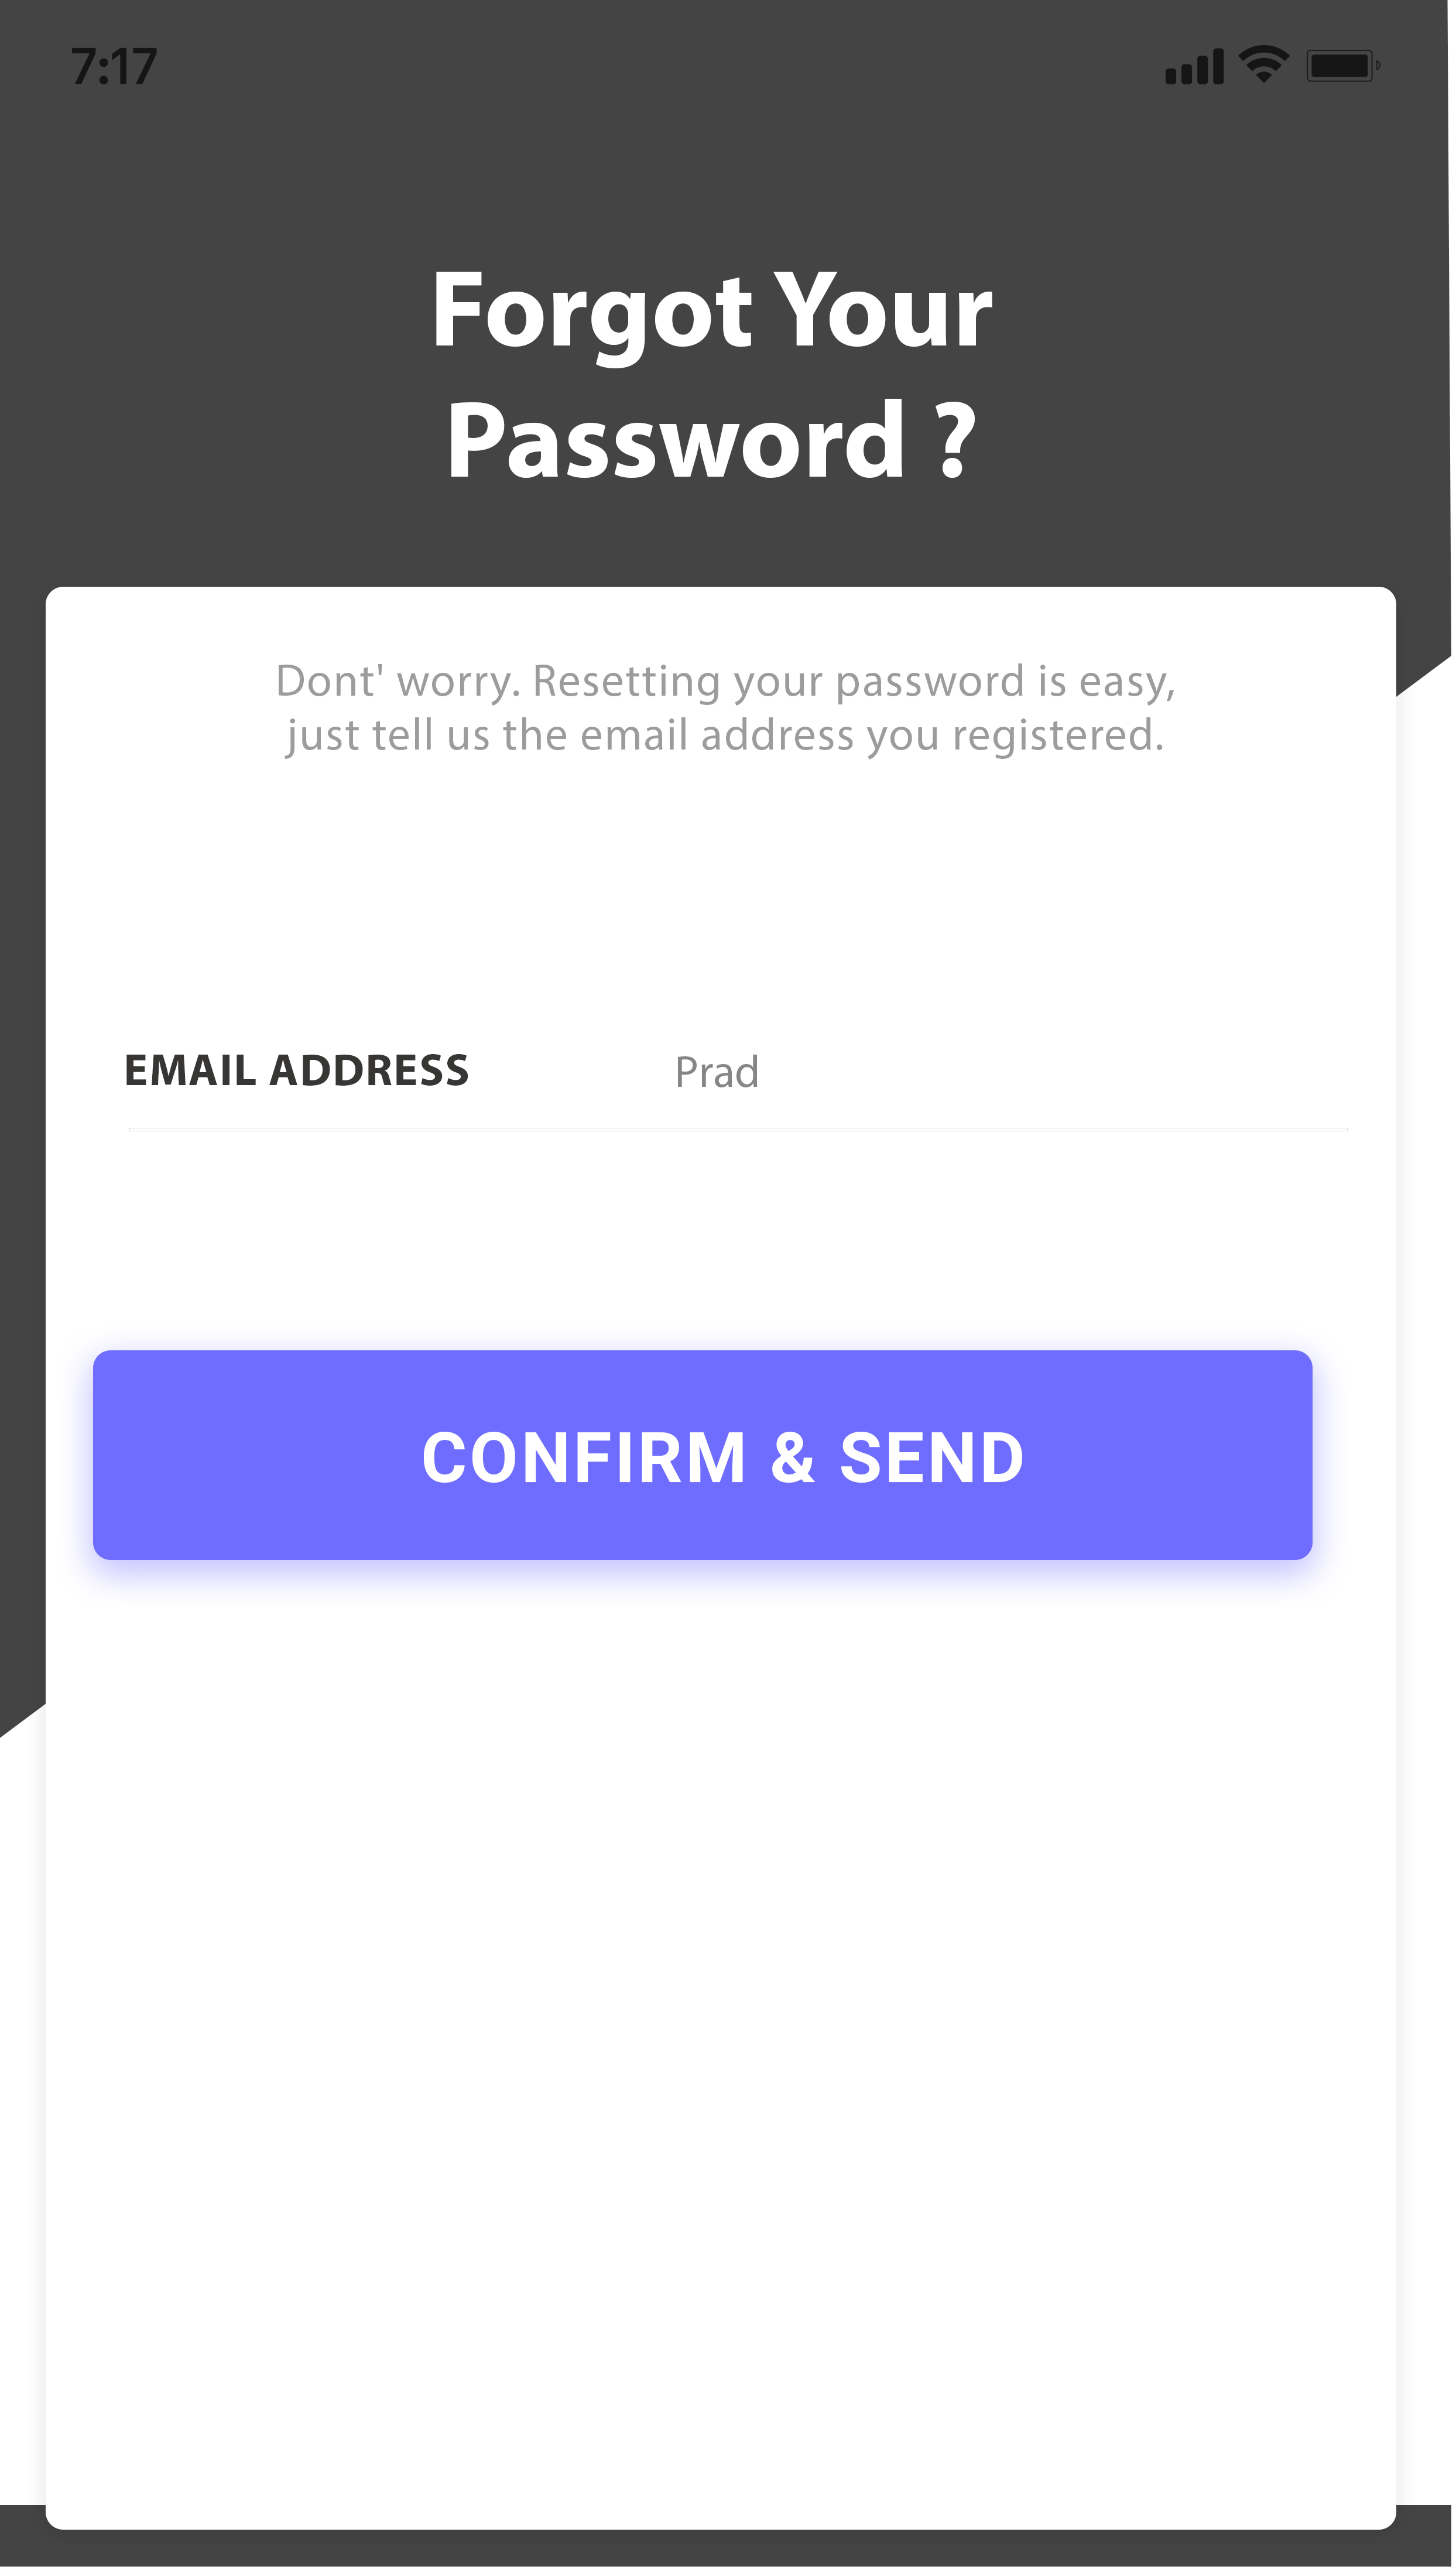 7:17
Forgot Your
Password ?
Dont' worry. Resetting your password is easy,
just tell us the email address you registered.
EMAIL ADDRESS Prad
CONFIRM & SEND